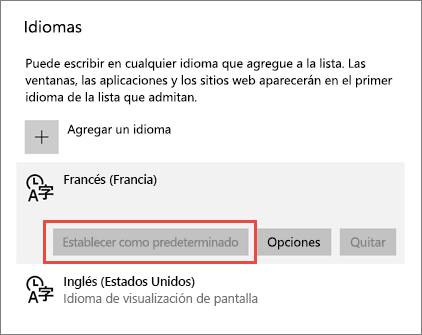 Idiomas
Puede escribir en cualquier idioma que agregue a la lista. Las
ventanas, las aplicaciones y los sitios web aparecerán en el primer
idioma de la lista que admitan.
Agregar un idioma
Francés (Francia)
Establecer como predeterminado Opciones Quitar
Inglés (Estados Unidos)
Idioma de visualización de pantalla